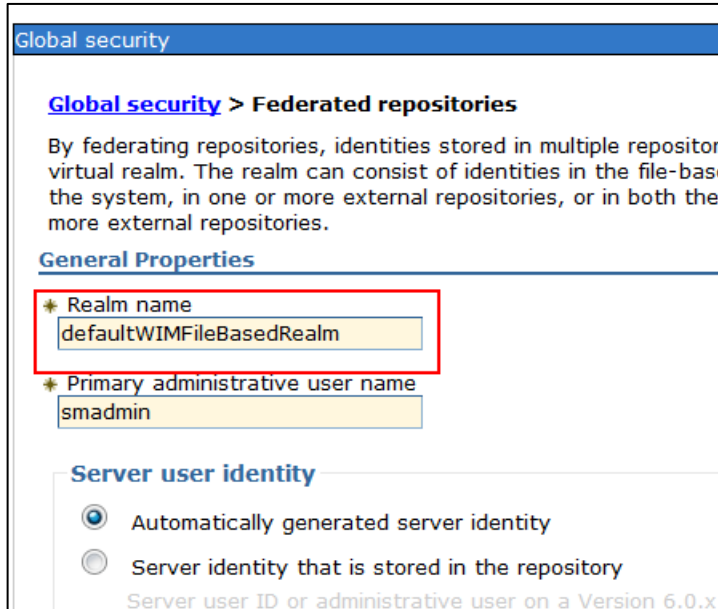 Global security
Global security > Federated repositories
By federating repositories, identities stored in multiple
virtual realm. The realm can consist of identities in the
the system, in one or more external repositories, or in both the
more external repositories.
General Properties
Realm name
defaultWIMFileBasedRealm
Primary administrative user name
smadmin
Server user identity
Automatically generated server identity
Server identity that is stored in the repository
Server user ID or administrative user on a Version 6.0.x